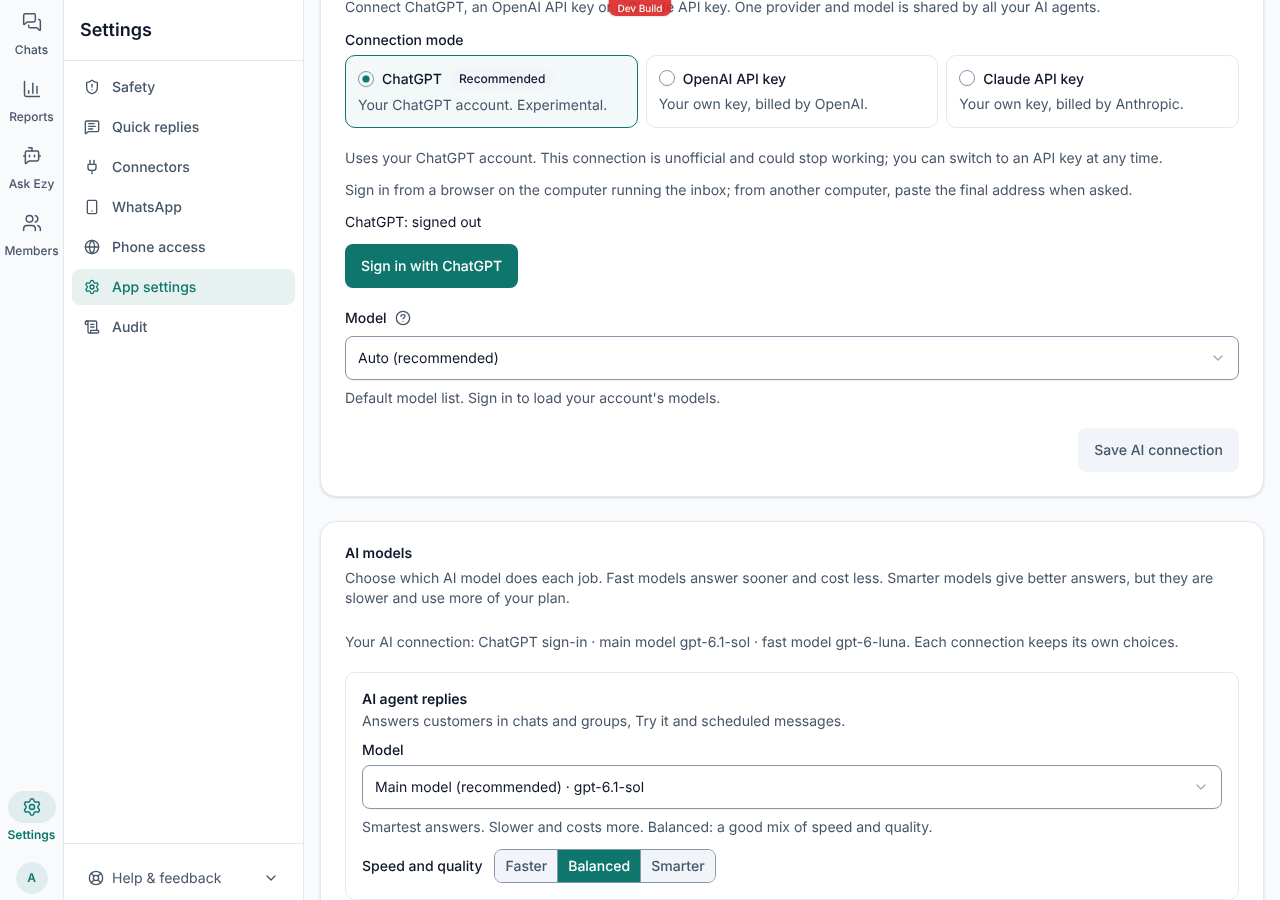 Chats
Reports
Ask Ezy
Members
Settings
A
Settings
Safety
Quick replies
Connectors
WhatsApp
Phone access
App settings
Audit
Help & feedback
Dev Build
Connect ChatGPT, an OpenAI API key or API key. One provider and model is shared by all your AI agents.
Connection mode
ChatGPT Recommended
Your ChatGPT account. Experimental.
OpenAI API key
Your own key, billed by OpenAI.
Claude API key
Your own key, billed by Anthropic.
Uses your ChatGPT account. This connection is unofficial and could stop working; you can switch to an API key at any time.
Sign in from a browser on the computer running the inbox; from another computer, paste the final address when asked.
ChatGPT: signed out
Sign in with ChatGPT
Model
Auto (recommended)
Default model list. Sign in to load your account's models.
Save AI connection
AI models
Choose which AI model does each job. Fast models answer sooner and cost less. Smarter models give better answers, but they are
slower and use more of your plan.
Your AI connection: ChatGPT sign-in · main model gpt-6.1-sol · fast model gpt-6-luna. Each connection keeps its own choices.
AI agent replies
Answers customers in chats and groups, Try it and scheduled messages.
Model
Main model (recommended) · gpt-6.1-sol
Smartest answers. Slower and costs more. Balanced: a good mix of speed and quality.
Speed and quality Faster Balanced Smarter